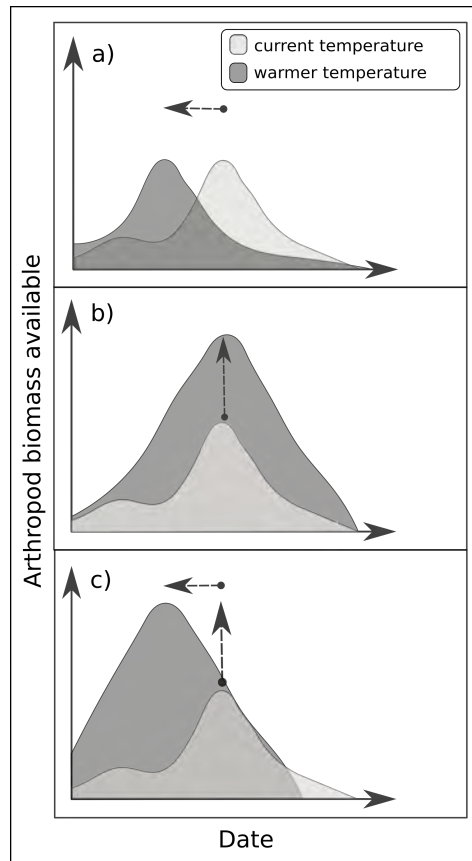 a)
current temperature
warmer temperature
b)
c)
Arthropod biomass available
Date